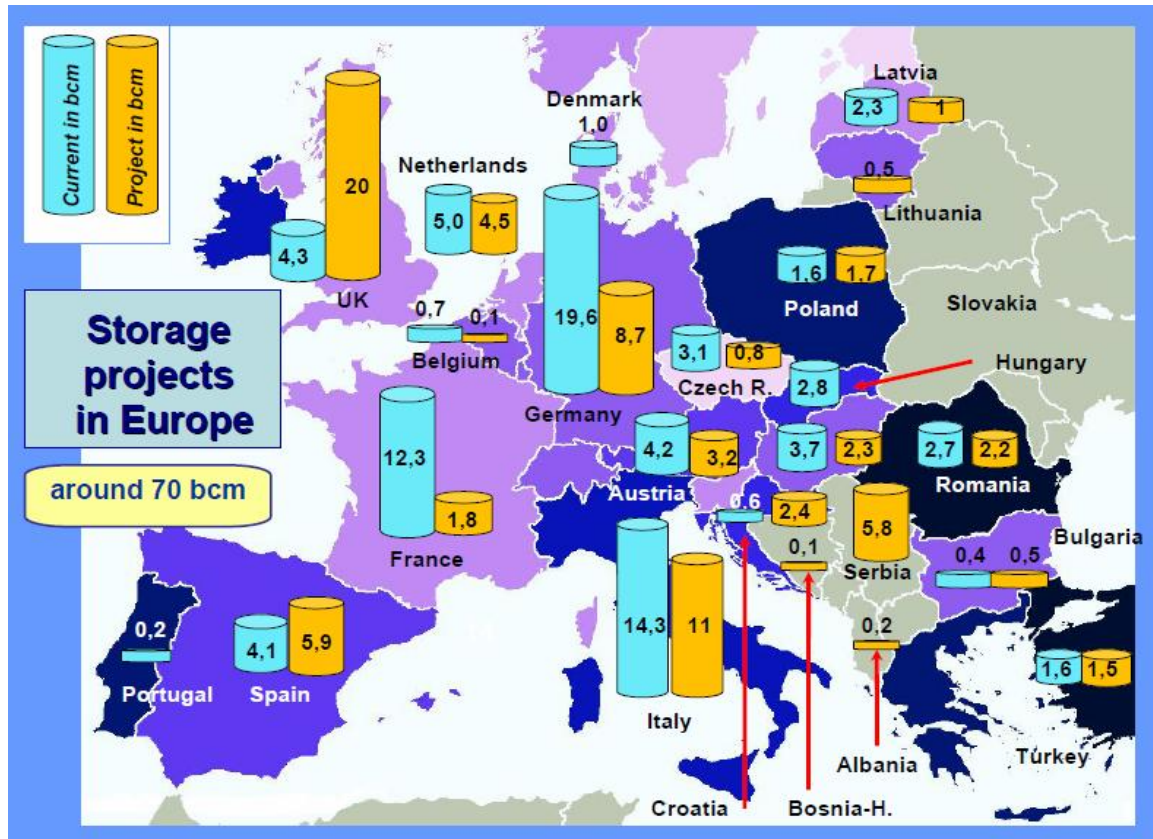 Current in bcm
Project in bcm
Latvia
2,3
1
Denmark
1,0
Netherlands
5,0
4,5
20
4,3
UK
0,5
Lithuania
1,6
1,7
Poland
Slovakia
Storage
projects
in Europe
around 70 bcm
0,7
0,1
Belgium
19,6
8,7
Germany
3,1
0,8
Czech R.
2,8
Hungary
12,3
1,8
France
4,2
3,2
Austria
3,7
2,3
2,7
2,2
Romania
0,6
2,4
0,1
5,8
Serbia
0,4
0,5
Bulgaria
0,2
Portugal
4,1
5,9
Spain
14,3
11
Italy
0,2
Albania
1,6
1,5
Turkey
Croatia
Bosnia-H.